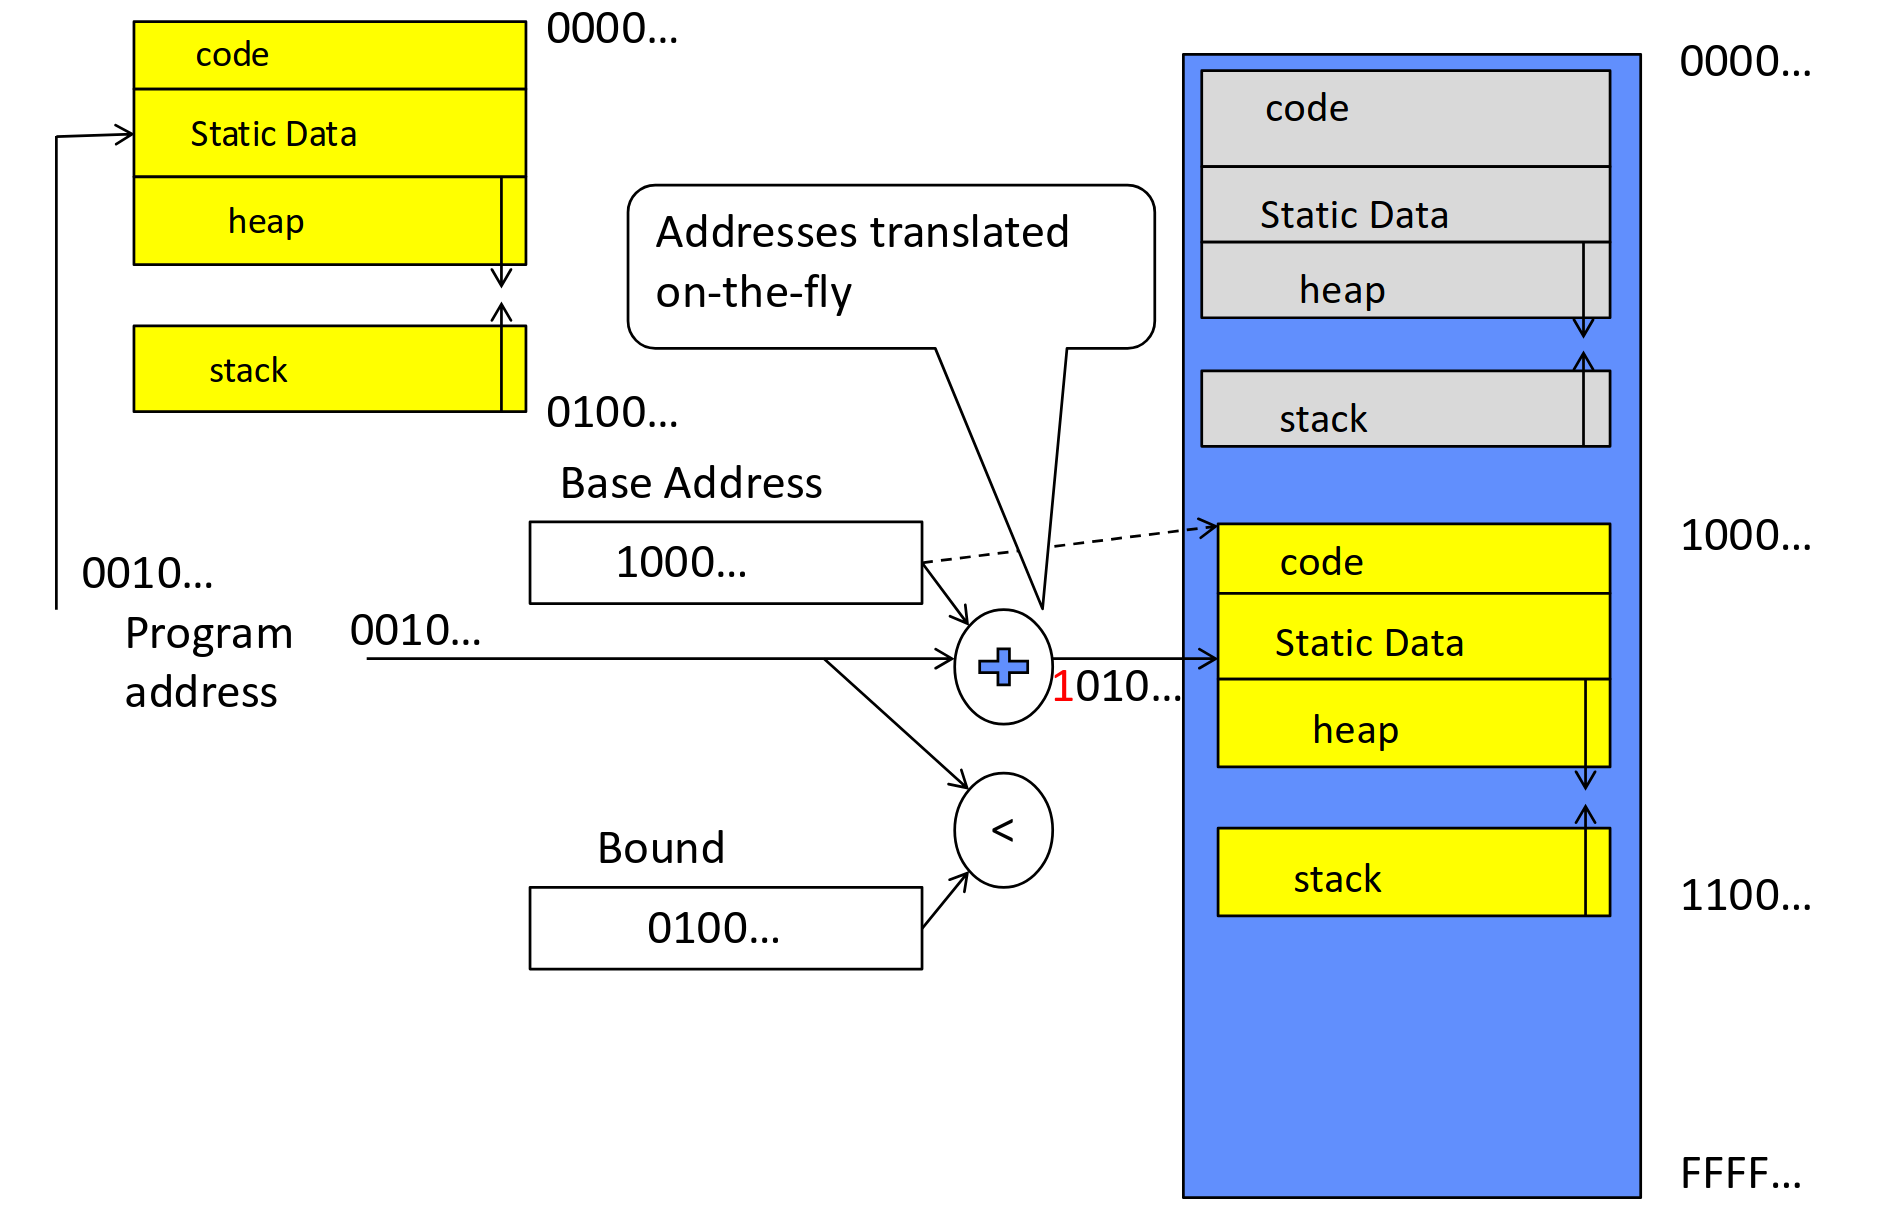 code
0000...
Static Data
heap
stack
0100...
Addresses translated
on-the-fly
Base Address
1000...
0010...
Program
address
0010...
1010...
<
Bound
0100...
0000...
code
Static Data
heap
stack
1000...
code
Static Data
heap
stack
1100...
FFFF...